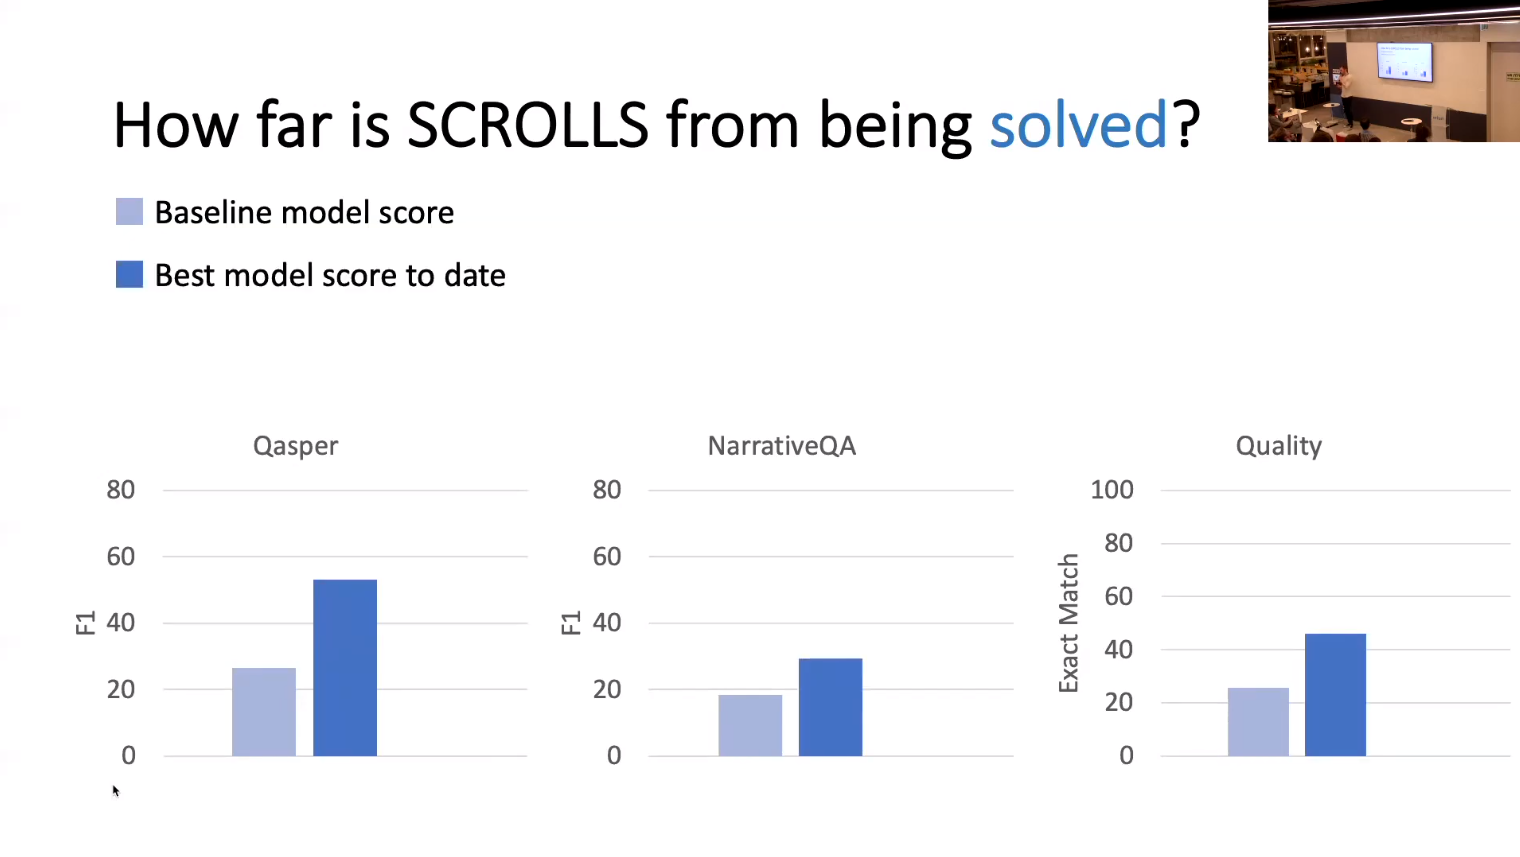 How far is SCROLLS from being solved?
Baseline model score
Best model score to date
Qasper
80
60
40
20
0
F1
NarrativeQA
80
60
40
20
0
F1
Quality
100
80
60
40
20
0
Exact Match